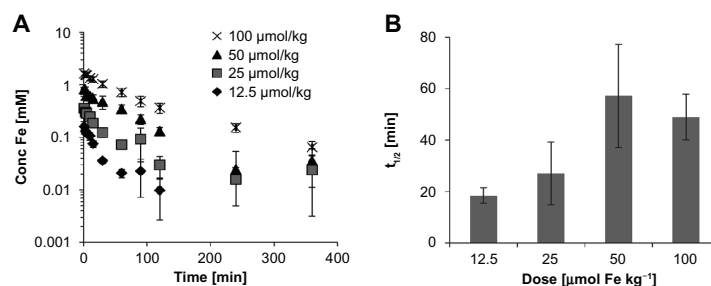 A
100 µmol/kg
50 µmol/kg
25 µmol/kg
12.5 µmol/kg
Conc Fe [mM]
10
1
0.1
0.01
0.001
0 100 200 300 400
Time [min]
B
t1/2 [min]
80
60
40
20
0
12.5 25 50 100
Dose [µmol Fe kg⁻¹]